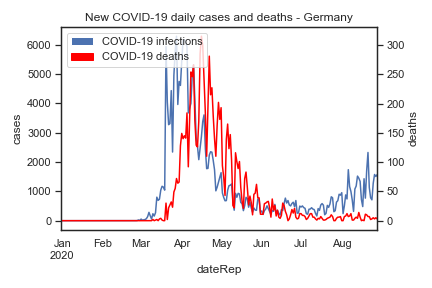 New COVID-19 daily cases and deaths - Germany
COVID-19 infections
COVID-19 deaths
6000
5000
4000
3000
2000
1000
0
cases
300
250
200
150
100
50
0
deaths
Jan
2020
Feb
Mar
Apr
May
Jun
Jul
Aug
dateRep